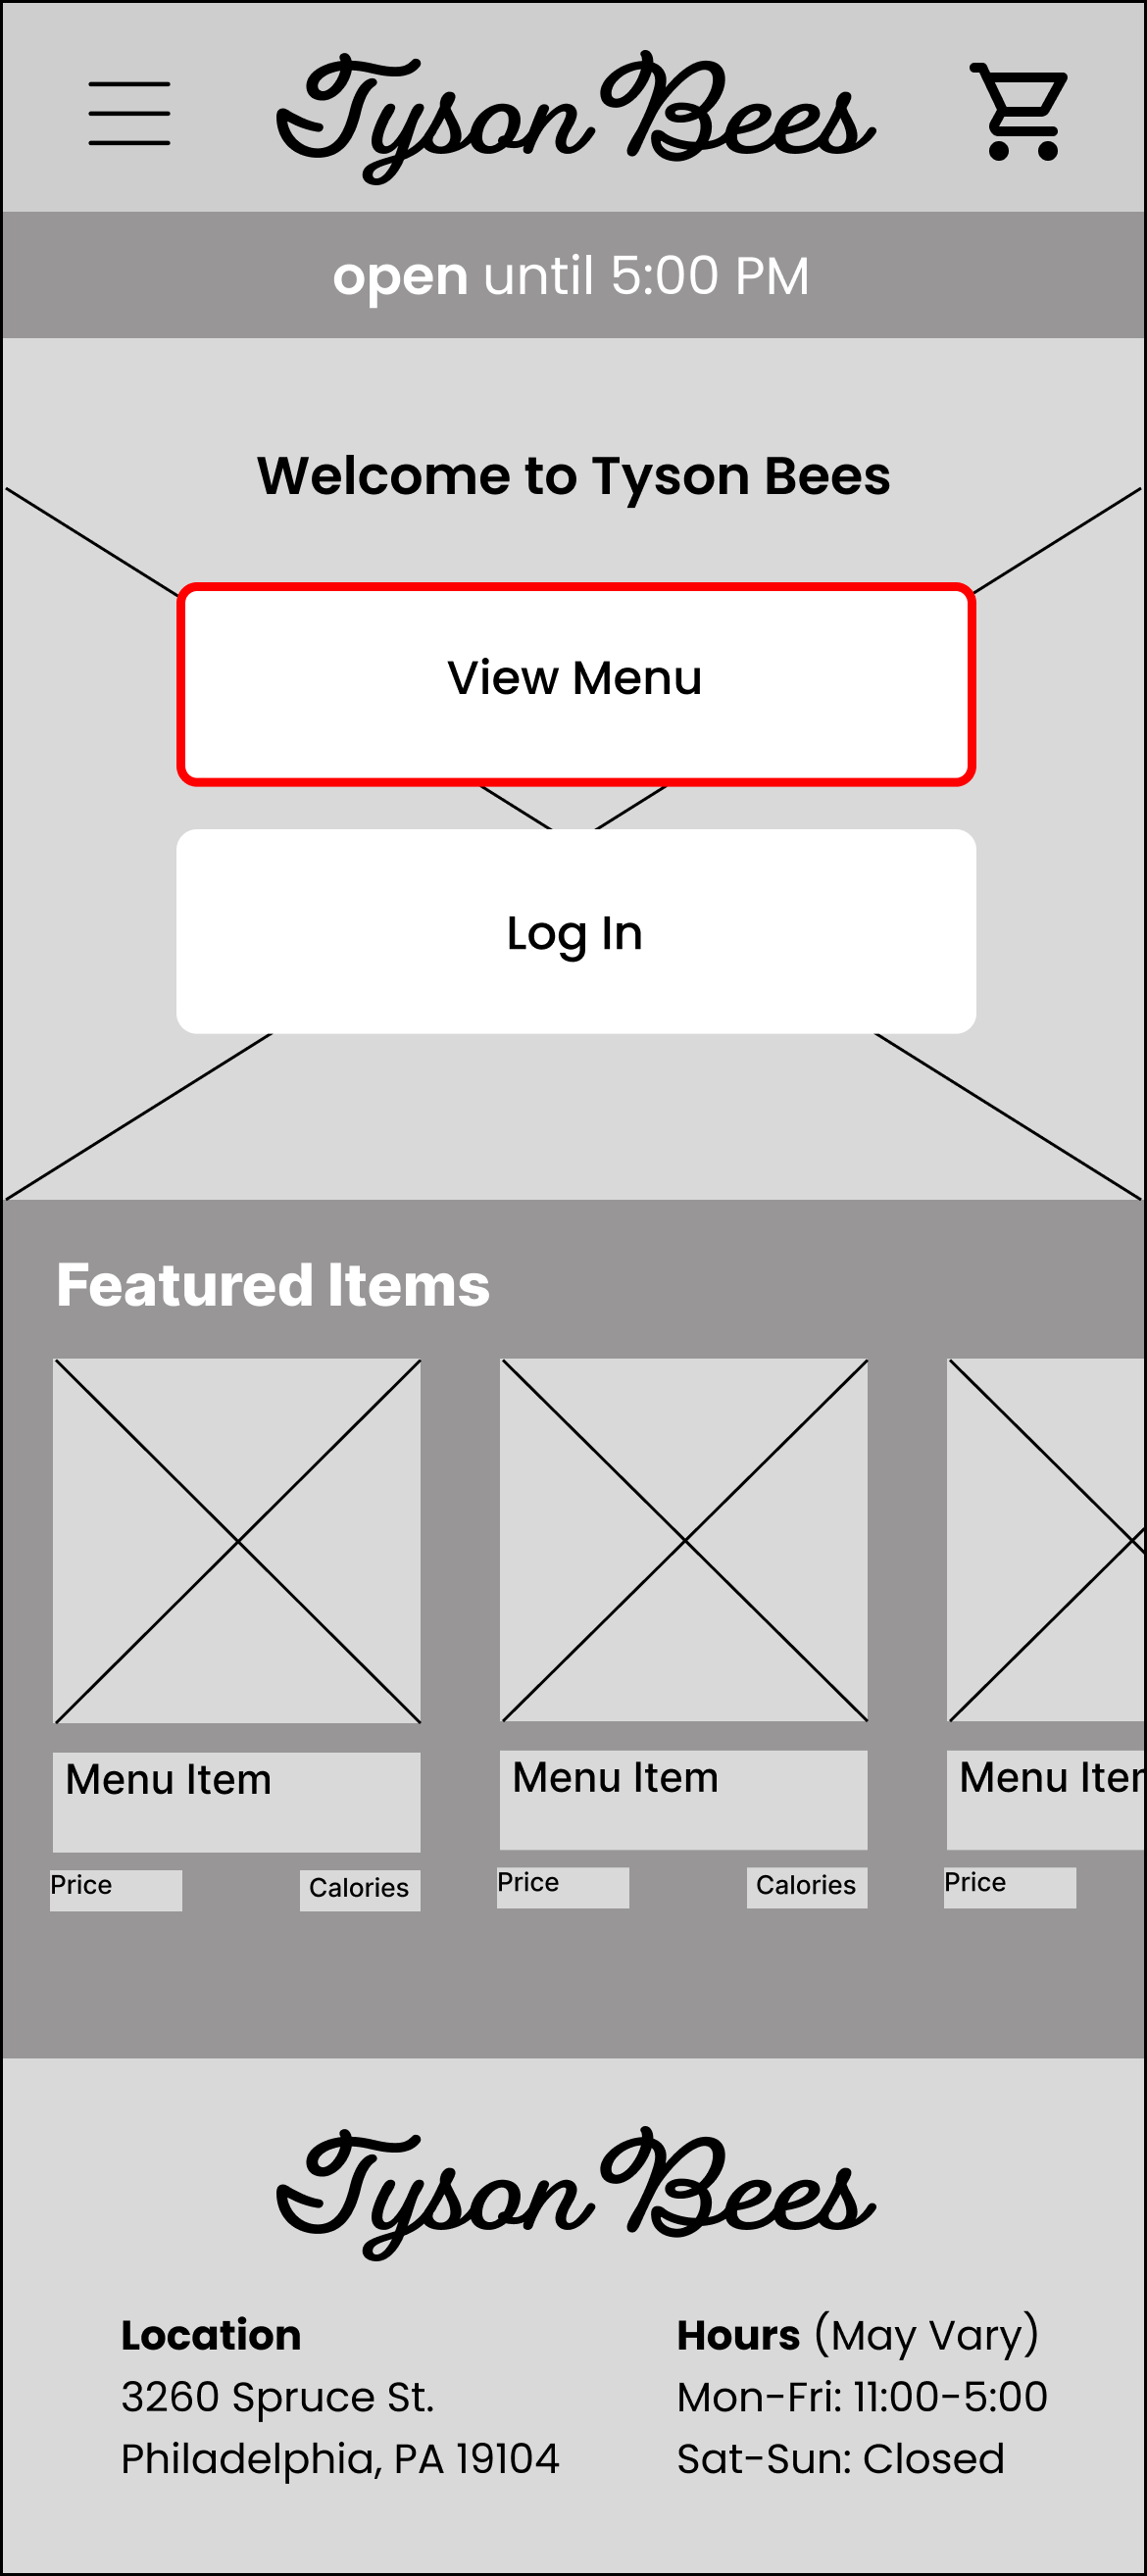 Tyson Bees
open until 5:00 PM
Welcome to Tyson Bees
View Menu
Log In
Featured Items
Menu Item
Price Calories
Menu Item
Price Calories
Menu Iter
Price
Tyson Bees
Location
3260 Spruce St.
Philadelphia, PA 19104
Hours (May Vary)
Mon-Fri: 11:00-5:00
Sat-Sun: Closed